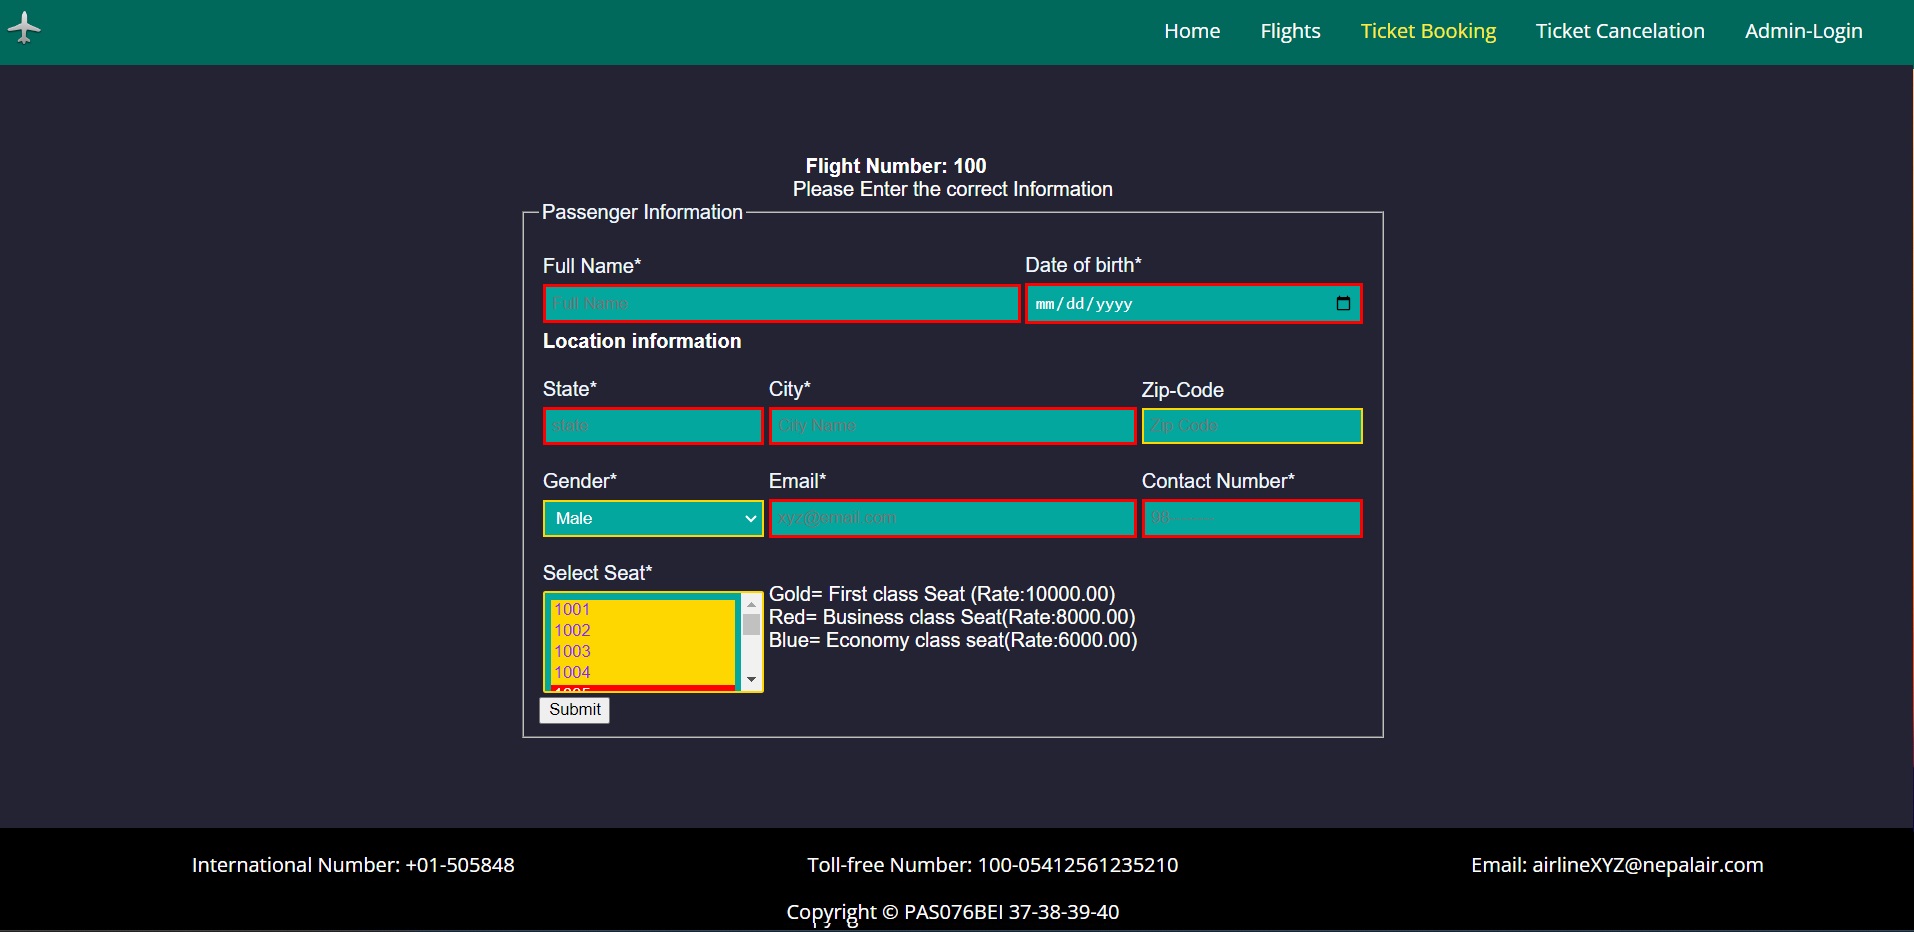 Home Flights Ticket Booking Ticket Cancelation Admin-Login
Flight Number: 100
Please Enter the correct Information
Passenger Information
Full Name* Date of birth*
Full Name mm/dd/yyyy
Location information
State* City* Zip-Code
state City Name Zip Code
Gender* Email* Contact Number*
Male xyz@email.com 98--------
Select Seat*
1001
1002
1003
1004
1005
Gold= First class Seat (Rate:10000.00)
Red= Business class Seat(Rate:8000.00)
Blue= Economy class seat(Rate:6000.00)
Submit
International Number: +01-505848 Toll-free Number: 100-05412561235210 Email: airlineXYZ@nepalair.com
Copyright © PAS076BEI 37-38-39-40